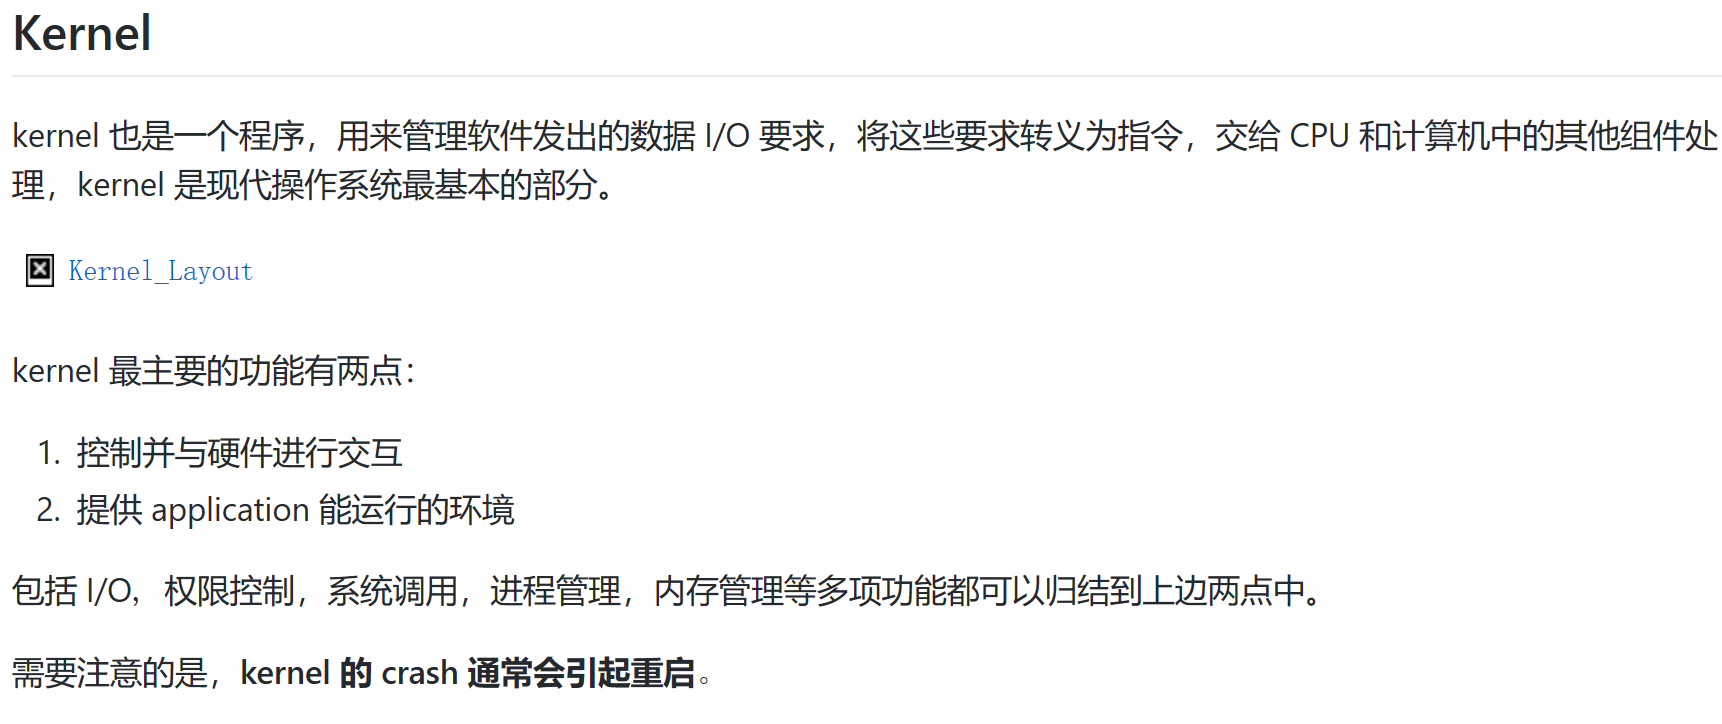 Kernel
kernel 也是一个程序，用来管理软件发出的数据 I/O 要求，将这些要求转义为指令，交给 CPU 和计算机中的其他组件处
理，kernel 是现代操作系统最基本的部分。
Kernel_Layout
kernel 最主要的功能有两点：
1. 控制并与硬件进行交互
2. 提供 application 能运行的环境
包括 I/O，权限控制，系统调用，进程管理，内存管理等多项功能都可以归结到上边两点中。
需要注意的是，kernel 的 crash 通常会引起重启。